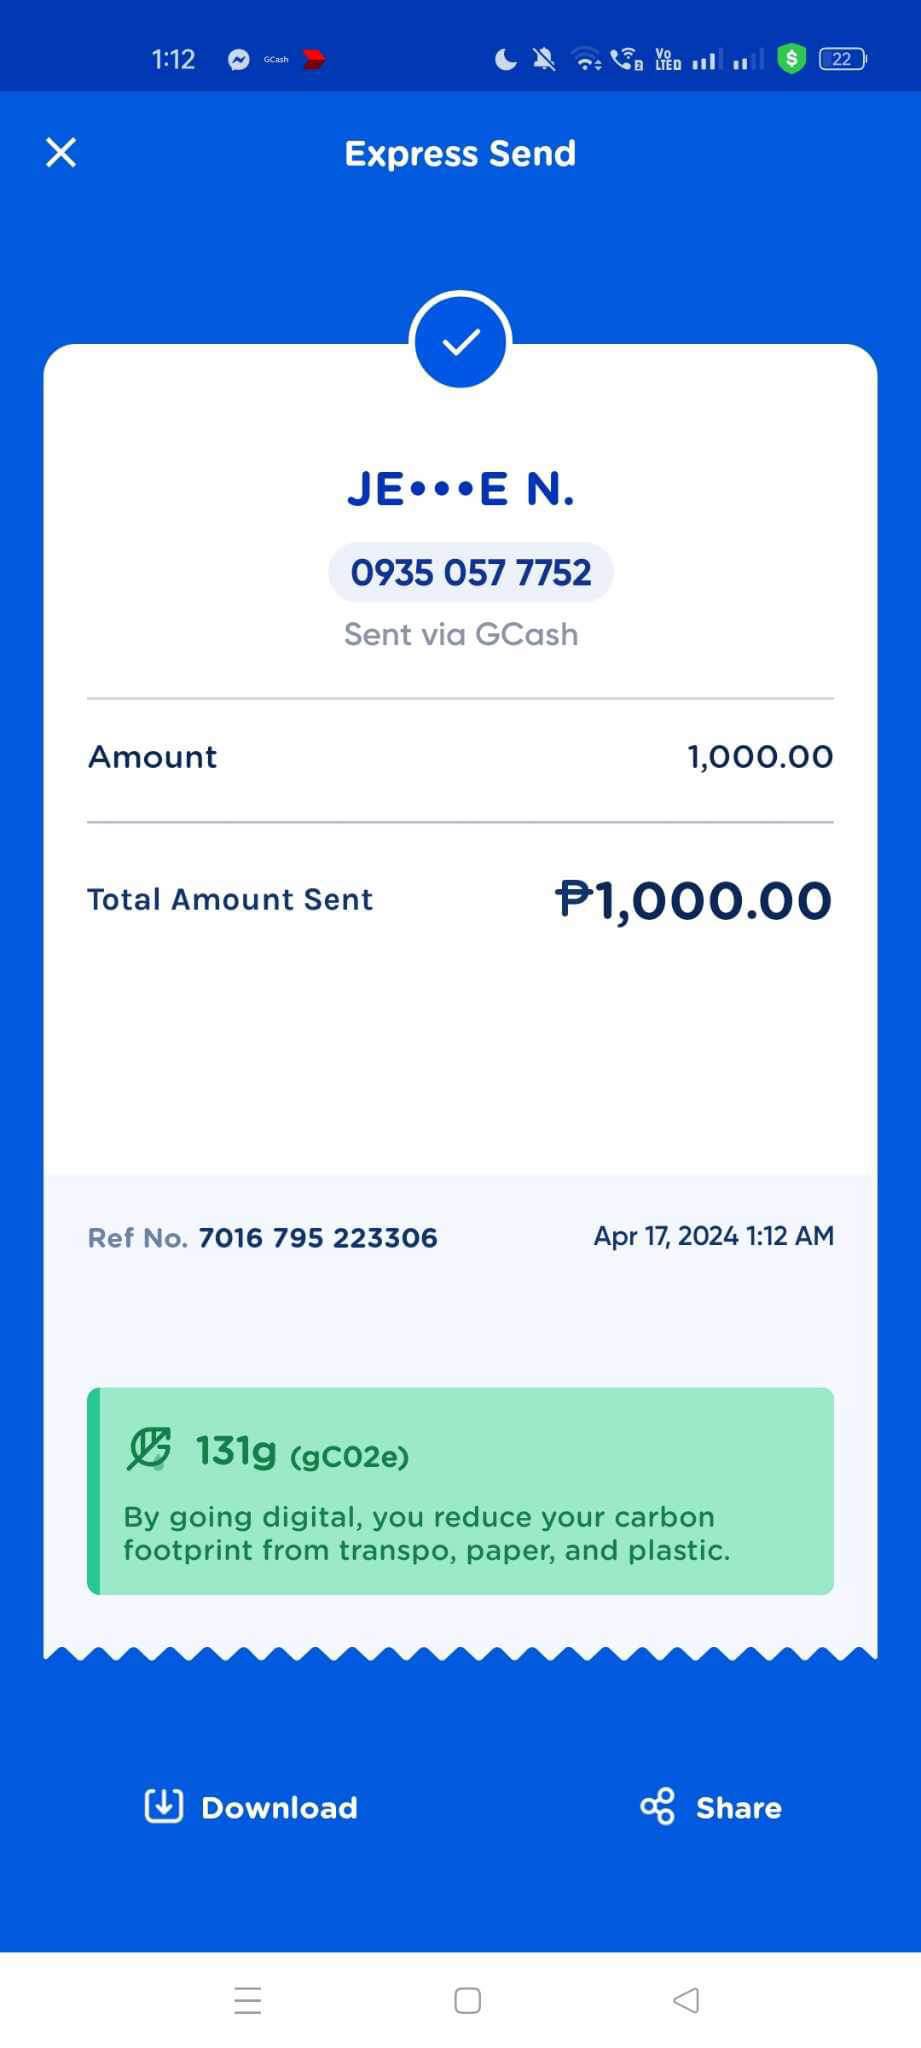 1:12 GCash Vo LTED 22
Express Send
JE•••E N.
0935 057 7752
Sent via GCash
Amount 1,000.00
Total Amount Sent ₱1,000.00
Ref No. 7016 795 223306 Apr 17, 2024 1:12 AM
131g (gC02e)
By going digital, you reduce your carbon
footprint from transpo, paper, and plastic.
Download Share